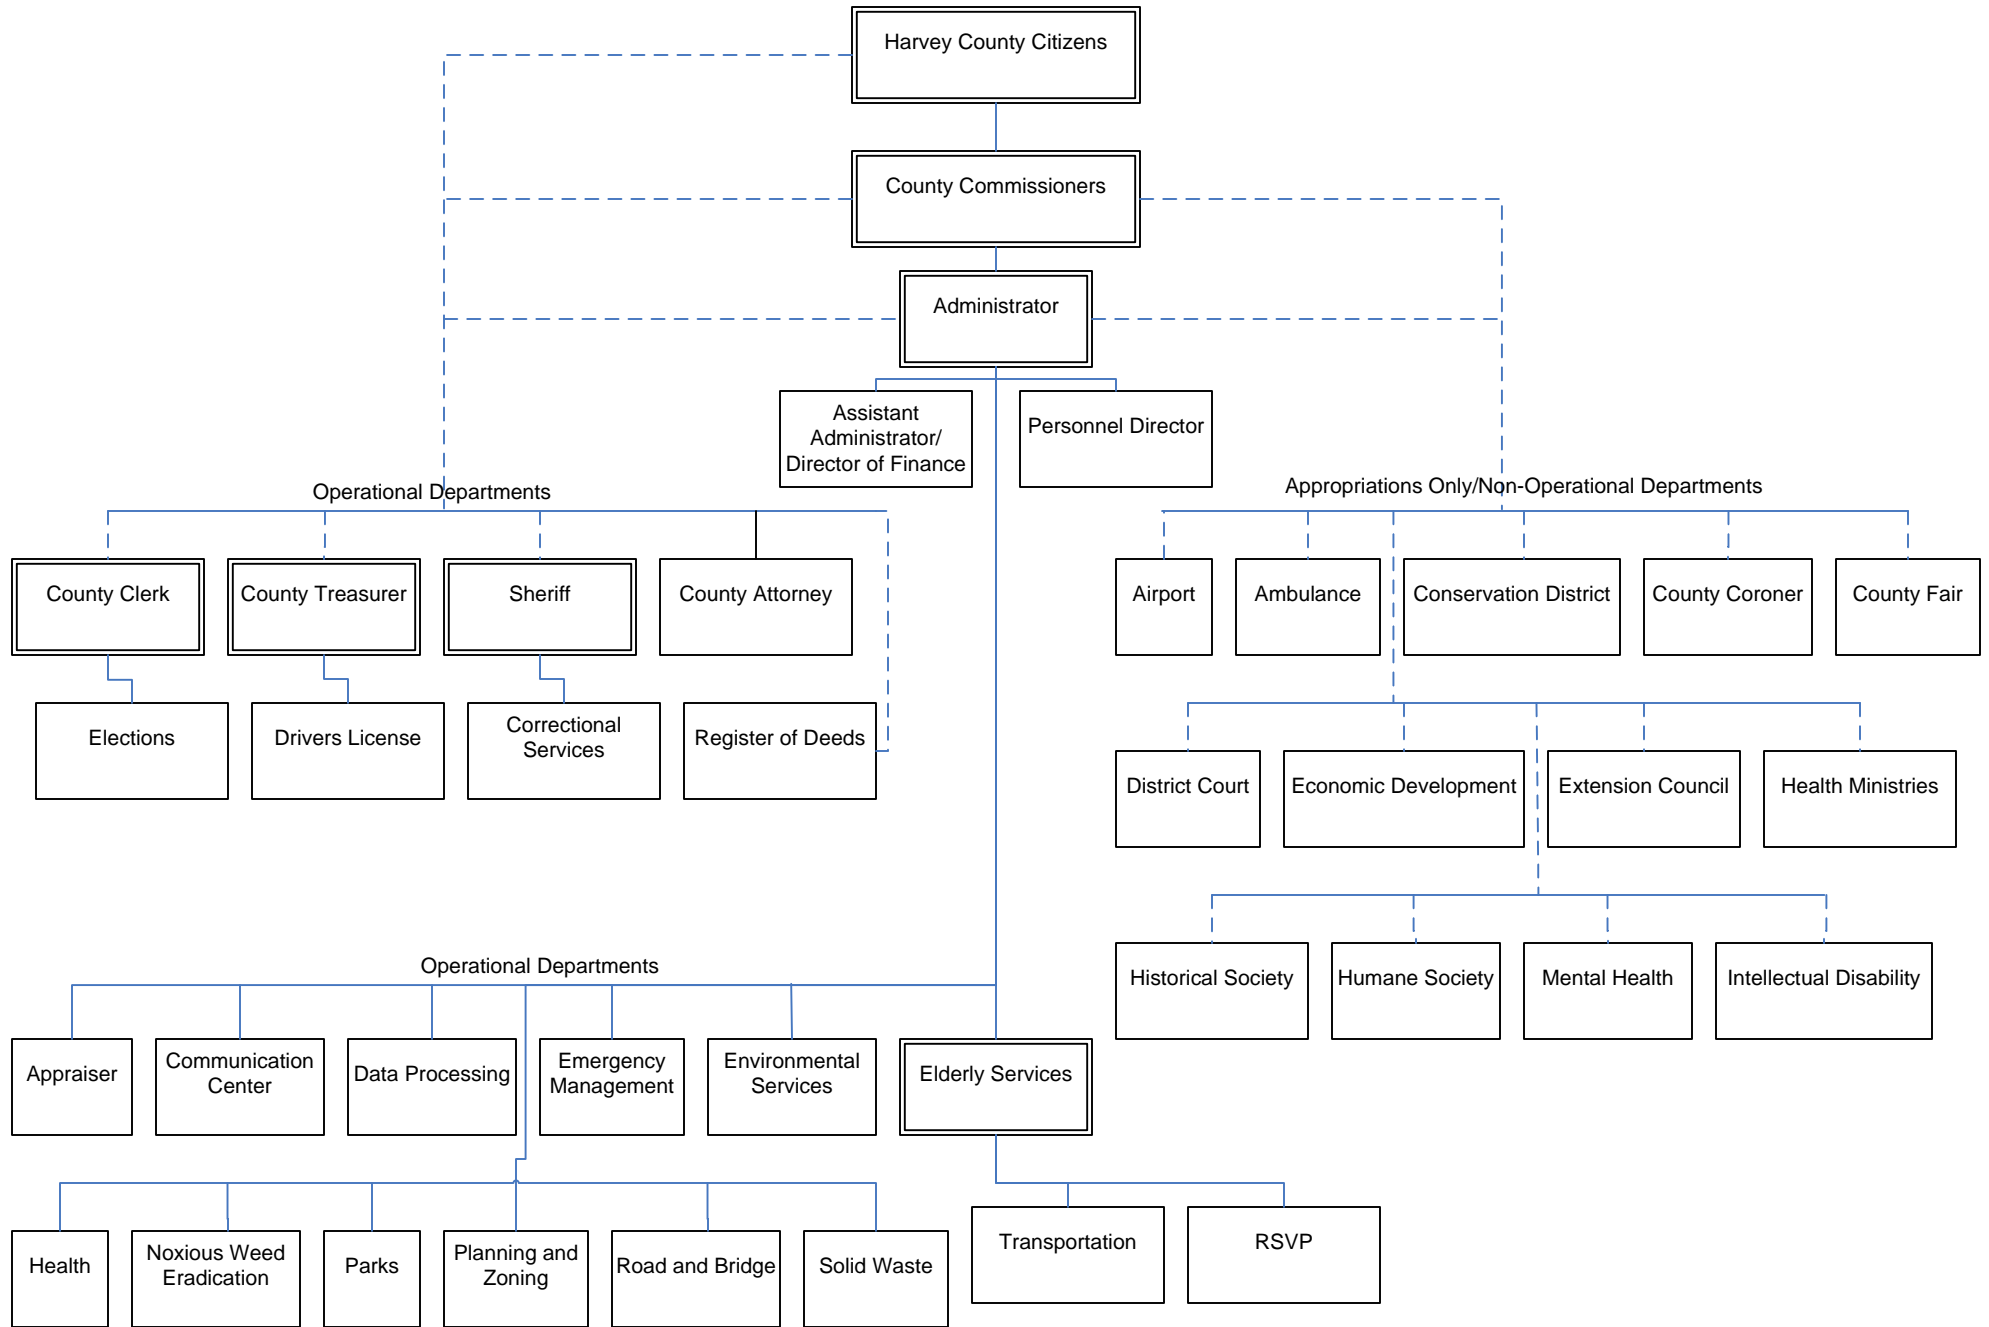 Harvey County Citizens
County Commissioners
Administrator
Assistant
Administrator/
Director of Finance
Personnel Director
Operational Departments
Appropriations Only/Non-Operational Departments
County Clerk
County Treasurer
Sheriff
County Attorney
Airport
Ambulance
Conservation District
County Coroner
County Fair
Elections
Drivers License
Correctional
Services
Register of Deeds
District Court
Economic Development
Extension Council
Health Ministries
Historical Society
Humane Society
Mental Health
Intellectual Disability
Operational Departments
Appraiser
Communication
Center
Data Processing
Emergency
Management
Environmental
Services
Elderly Services
Health
Noxious Weed
Eradication
Parks
Planning and
Zoning
Road and Bridge
Solid Waste
Transportation
RSVP